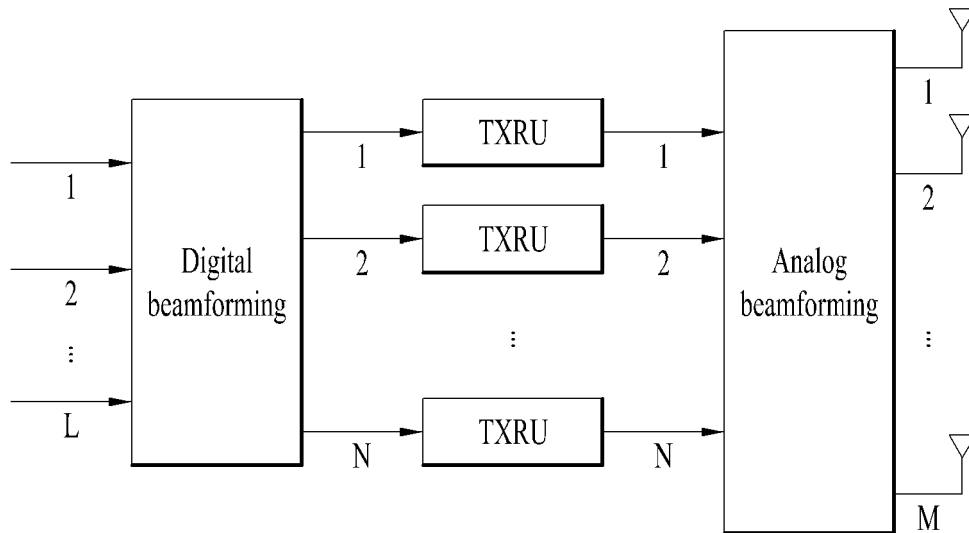 1
2
⋮
L
Digital
beamforming
1
2
N
TXRU
TXRU
⋮
TXRU
1
2
N
Analog
beamforming
1
2
⋮
M